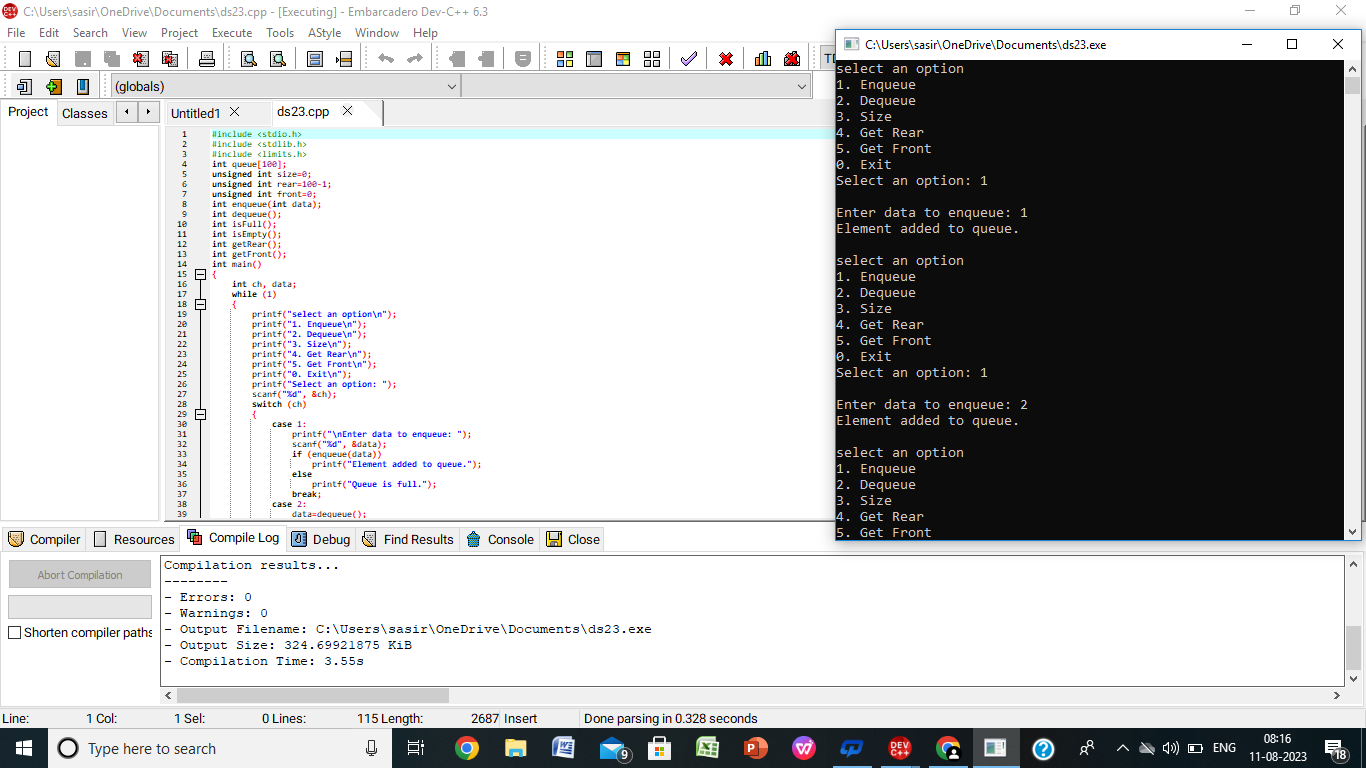 C:\Users\sasir\OneDrive\Documents\ds23.cpp - [Executing] - Embarcadero Dev-C++ 6.3
File Edit Search View Project Execute Tools AStyle Window Help
(globals)
Project Classes
Untitled1 ds23.cpp
1 #include <stdio.h>
2 #include <stdlib.h>
3 #include <limits.h>
4 int queue[100];
5 unsigned int size=0;
6 unsigned int rear=100-1;
7 unsigned int front=0;
8 int enqueue(int data);
9 int dequeue();
10 int isFull();
11 int isEmpty();
12 int getRear();
13 int getFront();
14 int main()
15 {
16 int ch, data;
17 while (1)
18 {
19 printf("select an option\n");
20 printf("1. Enqueue\n");
21 printf("2. Dequeue\n");
22 printf("3. Size\n");
23 printf("4. Get Rear\n");
24 printf("5. Get Front\n");
25 printf("0. Exit\n");
26 printf("Select an option: ");
27 scanf("%d", &ch);
28 switch (ch)
29 {
30 case 1:
31 printf("\nEnter data to enqueue: ");
32 scanf("%d", &data);
33 if (enqueue(data))
34 printf("Element added to queue.");
35 else
36 printf("Queue is full.");
37 break;
38 case 2:
39 data=dequeue();
C:\Users\sasir\OneDrive\Documents\ds23.exe
select an option
1. Enqueue
2. Dequeue
3. Size
4. Get Rear
5. Get Front
0. Exit
Select an option: 1
Enter data to enqueue: 1
Element added to queue.
select an option
1. Enqueue
2. Dequeue
3. Size
4. Get Rear
5. Get Front
0. Exit
Select an option: 1
Enter data to enqueue: 2
Element added to queue.
select an option
1. Enqueue
2. Dequeue
3. Size
4. Get Rear
5. Get Front
Compiler Resources Compile Log Debug Find Results Console Close
Abort Compilation
Shorten compiler paths
Compilation results...
--------
- Errors: 0
- Warnings: 0
- Output Filename: C:\Users\sasir\OneDrive\Documents\ds23.exe
- Output Size: 324.69921875 KiB
- Compilation Time: 3.55s
Line: 1 Col: 1 Sel: 0 Lines: 115 Length: 2687 Insert Done parsing in 0.328 seconds
Type here to search
9
DEV C++
ENG
08:16
11-08-2023
18